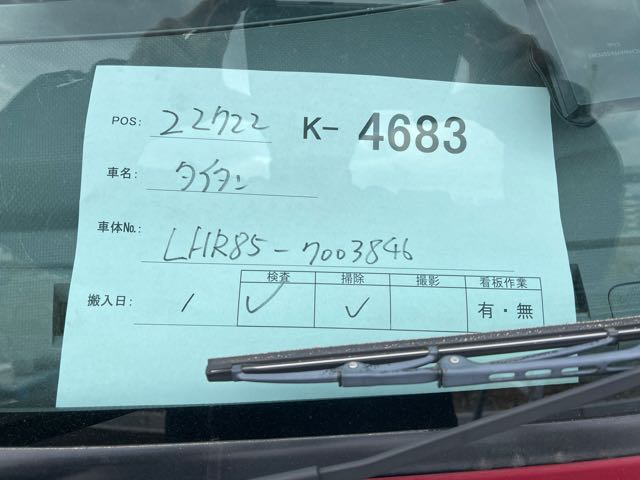 POS: 22722 K- 4683
車名: タイタン
車体No.: LHR85-7003846
検査 掃除 撮影 看板作業
搬入日: / ✓ ✓ 有・無